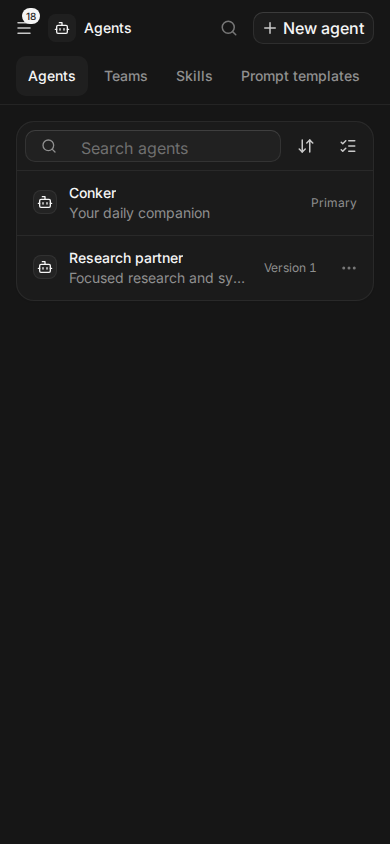 18
Agents
New agent
Agents
Teams
Skills
Prompt templates
Search agents
Conker
Your daily companion
Primary
Research partner
Focused research and sy...
Version 1